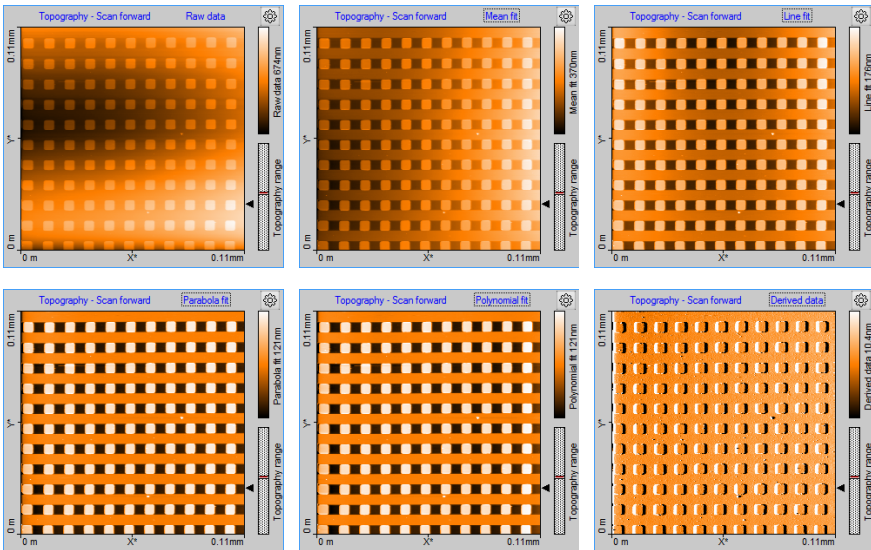 Topography - Scan forward Raw data
0.11mm
Y*
0 m
0 m X* 0.11mm
Raw data 674nm
Topography range
Topography - Scan forward Mean fit
0.11mm
Y*
0 m
0 m X* 0.11mm
Mean fit 370nm
Topography range
Topography - Scan forward Line fit
0.11mm
Y*
0 m
0 m X* 0.11mm
Line fit 176nm
Topography range
Topography - Scan forward Parabola fit
0.11mm
Y*
0 m
0 m X* 0.11mm
Parabola fit 121nm
Topography range
Topography - Scan forward Polynomial fit
0.11mm
Y*
0 m
0 m X* 0.11mm
Polynomial fit 121nm
Topography range
Topography - Scan forward Derived data
0.11mm
Y*
0 m
0 m X* 0.11mm
Derived data 10.4nm
Topography range